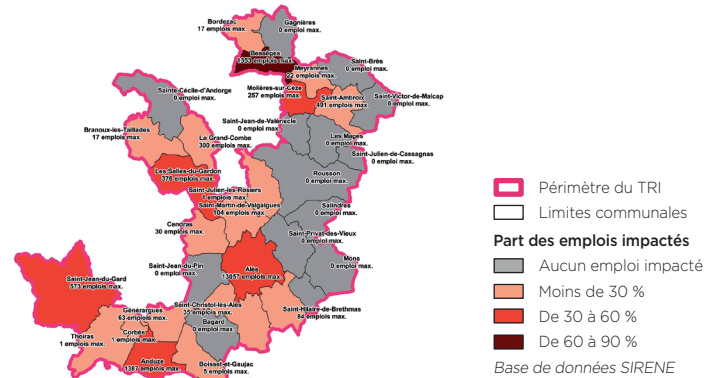 Bordezac
17 emplois max.
Gagnières
0 emploi max.
Bessèges
1353 emplois max.
Meyrannes
22 emplois max.
Saint-Brès
0 emploi max.
Molières-sur-Cèze
257 emplois max.
Saint-Ambroix
491 emplois max.
Saint-Victor-de-Malcap
0 emploi max.
Sainte-Cécile-d'Andorge
0 emploi max.
Saint-Jean-de-Valériscle
0 emploi max.
Branoux-les-Taillades
17 emplois max.
La Grand-Combe
300 emplois max.
Les Mages
0 emploi max.
Saint-Julien-de-Cassagnas
0 emploi max.
Les Salles-du-Gardon
376 emplois max.
Rousson
0 emploi max.
Saint-Julien-les-Rosiers
1 emplois max.
Saint-Martin-de-Valgalgues
104 emplois max.
Salindres
0 emploi max.
Cendras
30 emplois max.
Saint-Privat-des-Vieux
0 emploi max.
Saint-Jean-du-Pin
0 emploi max.
Alès
13057 emplois max.
Mons
0 emploi max.
Saint-Jean-du-Gard
573 emplois max.
Saint-Christol-lès-Alès
35 emplois max.
Saint-Hilaire-de-Brethmas
84 emplois max.
Générargues
63 emplois max.
Bagard
0 emploi max.
Corbès
1 emplois max.
Thoiras
1 emplois max.
Anduze
1387 emplois max.
Boisset-et-Gaujac
5 emplois max.
Périmètre du TRI
Limites communales
Part des emplois impactés
Aucun emploi impacté
Moins de 30 %
De 30 à 60 %
De 60 à 90 %
Base de données SIRENE